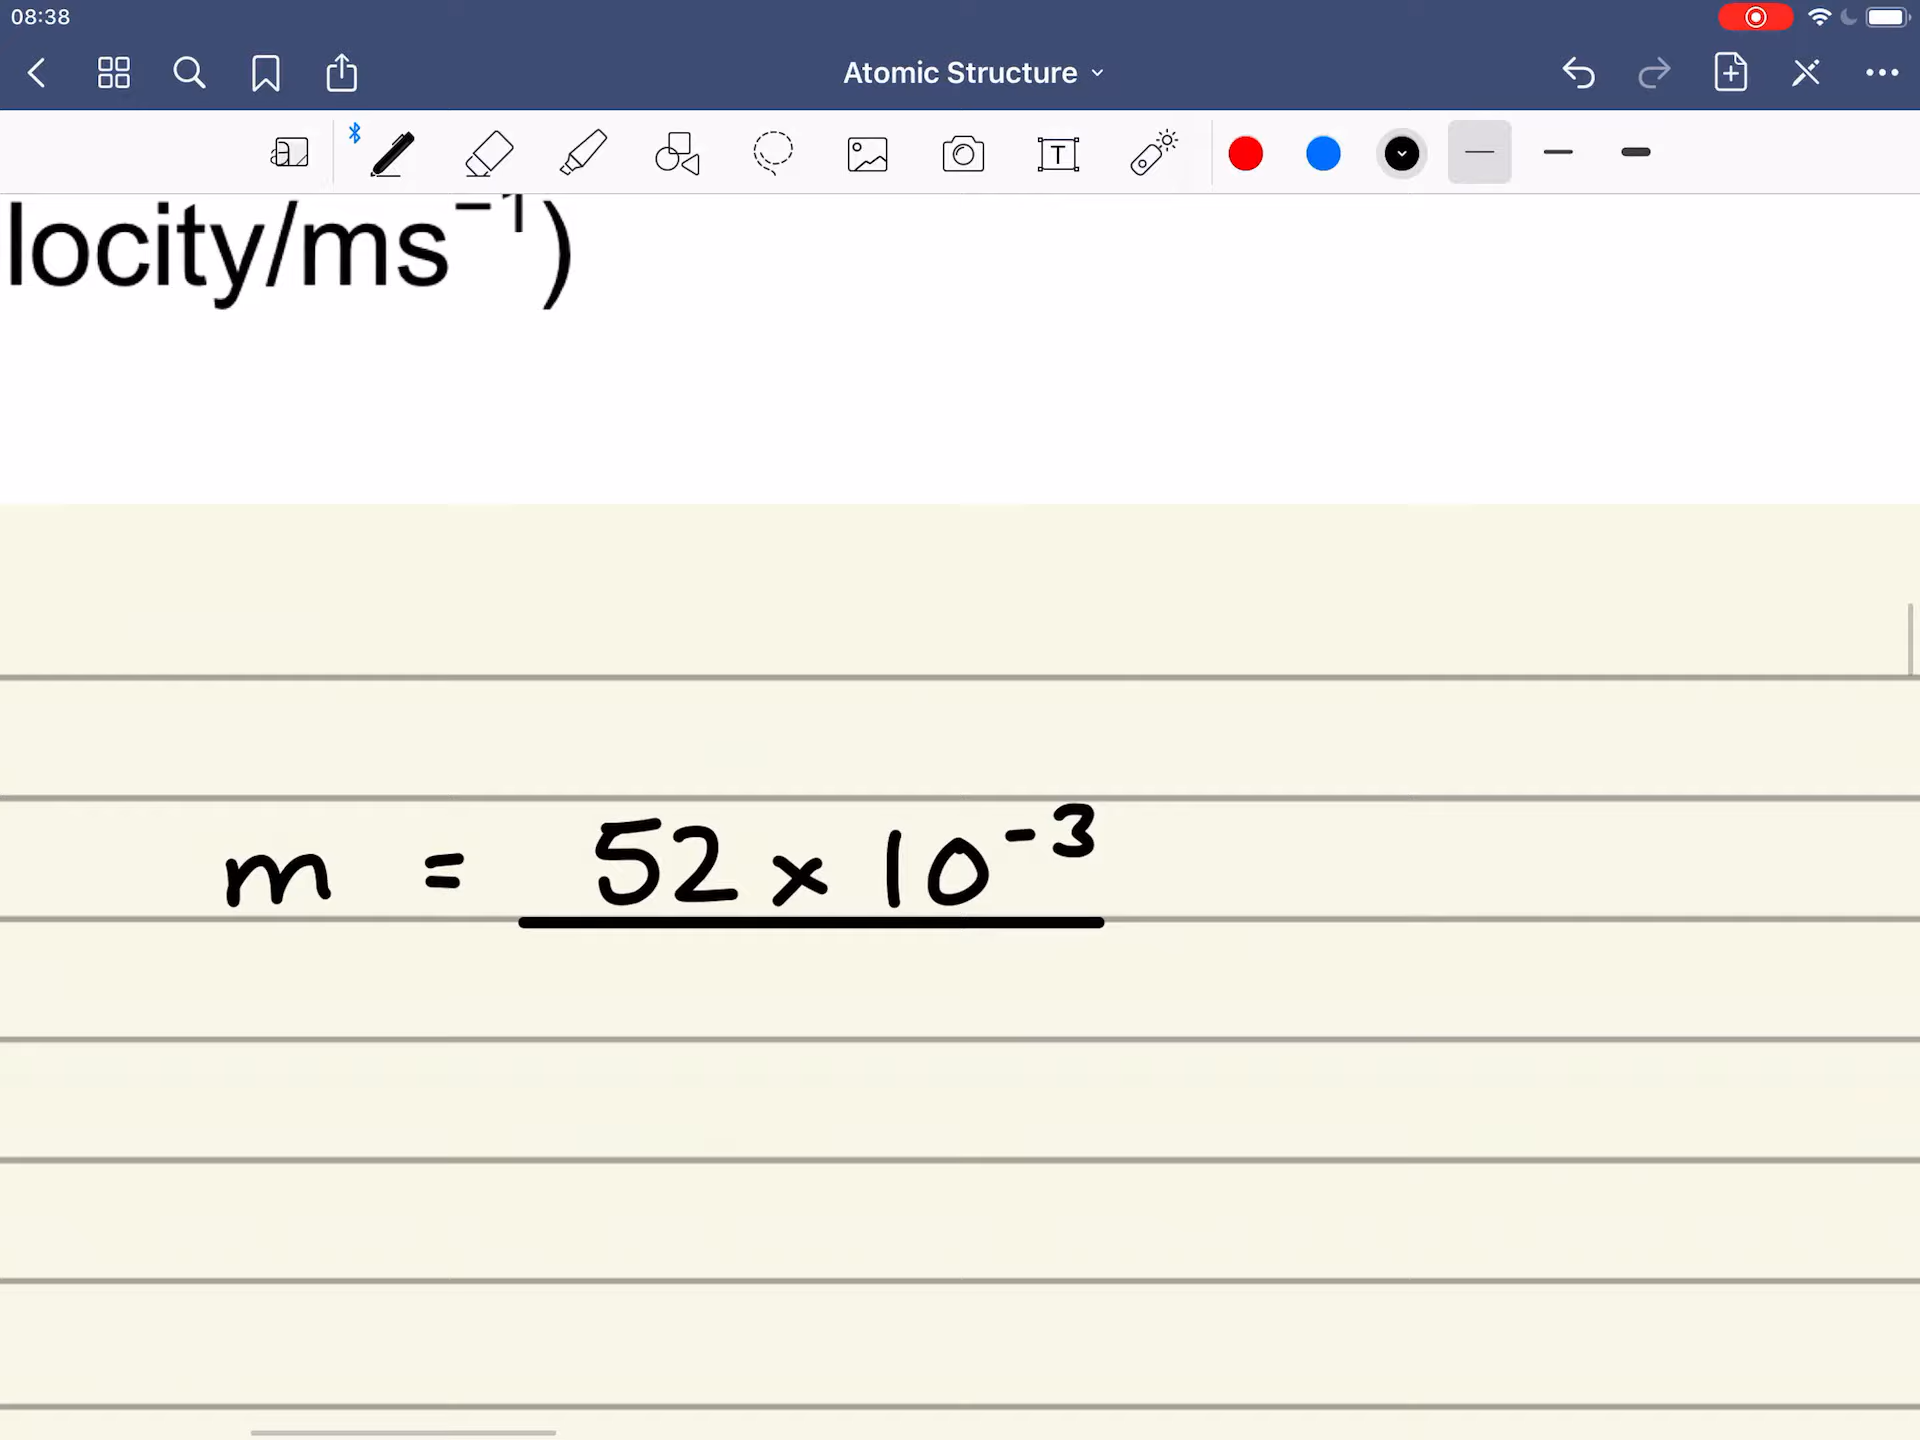 08:38
Atomic Structure
locity/ms⁻¹)
m = 52 x 10⁻³